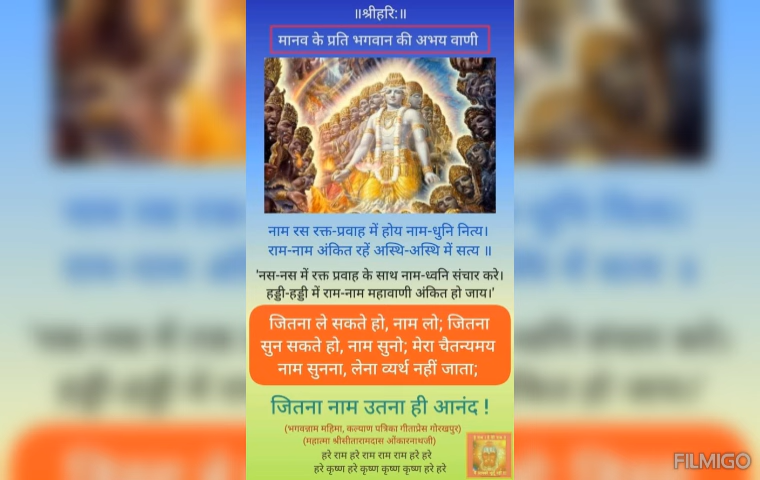 ॥श्रीहरि:॥
मानव के प्रति भगवान की अभय वाणी
नाम रस रक्त-प्रवाह में होय नाम-धुनि नित्य।
राम-नाम अंकित रहें अस्थि-अस्थि में सत्य ॥
'नस-नस में रक्त प्रवाह के साथ नाम-ध्वनि संचार करे।
हड्डी-हड्डी में राम-नाम महावाणी अंकित हो जाय।'
जितना ले सकते हो, नाम लो; जितना
सुन सकते हो, नाम सुनो; मेरा चैतन्यमय
नाम सुनना, लेना व्यर्थ नहीं जाता;
जितना नाम उतना ही आनंद !
(भगवन्नाम महिमा, कल्याण पत्रिका गीताप्रेस गोरखपुर)
(महात्मा श्रीसीतारामदास ओंकारनाथजी)
हरे राम हरे राम राम राम हरे हरे
हरे कृष्ण हरे कृष्ण कृष्ण कृष्ण हरे हरे
FILMIGO